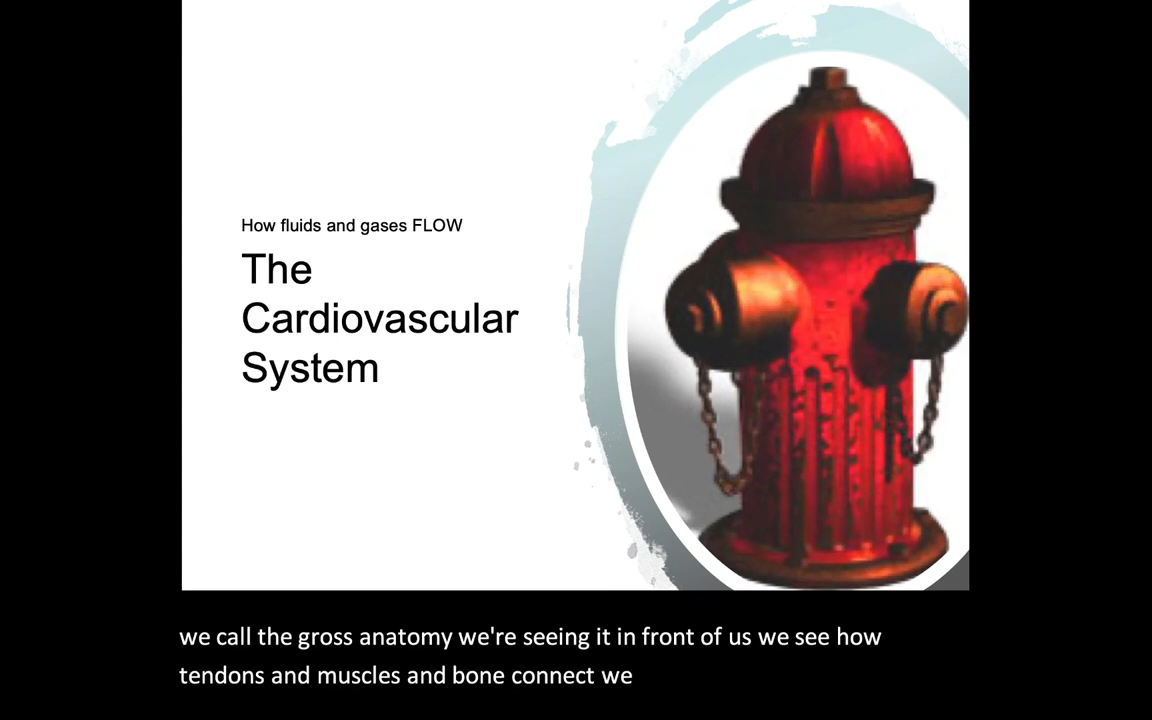 How fluids and gases FLOW
The
Cardiovascular
System
we call the gross anatomy we're seeing it in front of us we see how
tendons and muscles and bone connect we